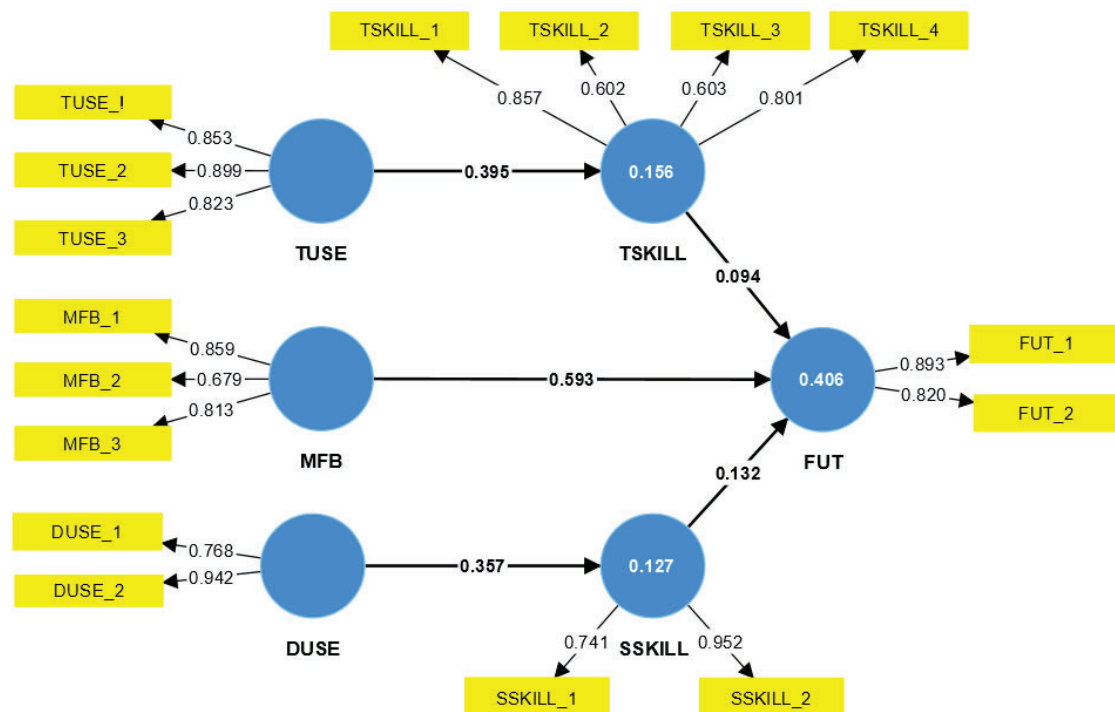 TSKILL_1
TSKILL_2
TSKILL_3
TSKILL_4
0.857
0.602
0.603
0.801
TUSE_!
TUSE_2
TUSE_3
0.853
0.899
0.823
TUSE
0.395
0.156
TSKILL
0.094
MFB_1
MFB_2
MFB_3
0.859
0.679
0.813
MFB
0.593
0.406
FUT
0.893
0.820
FUT_1
FUT_2
0.132
DUSE_1
DUSE_2
0.768
0.942
DUSE
0.357
0.127
SSKILL
0.741
0.952
SSKILL_1
SSKILL_2